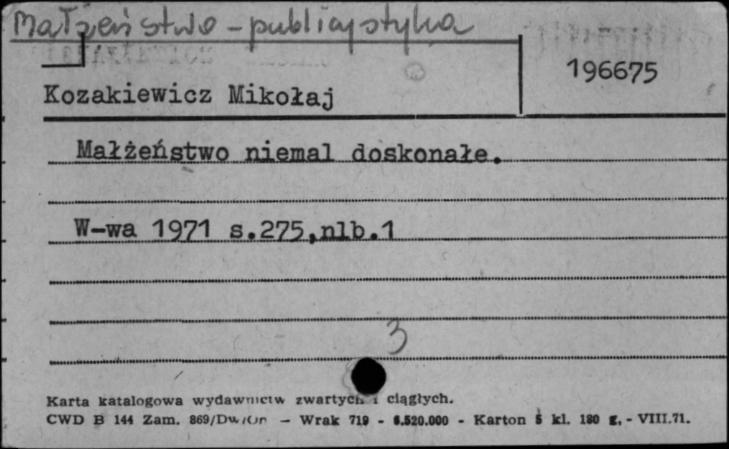 Małżeństwo - publicystyka
196675
Kozakiewicz Mikołaj
Małżeństwo niemal doskonałe.
W-wa 1971 s.275,nlb.1
3
Karta katalogowa wydawnictw zwartych i ciągłych.
CWD B 144 Zam. 869/Dw/Or — Wrak 719 - 6.520.000 - Karton 5 kl. 180 g. - VIII.71.